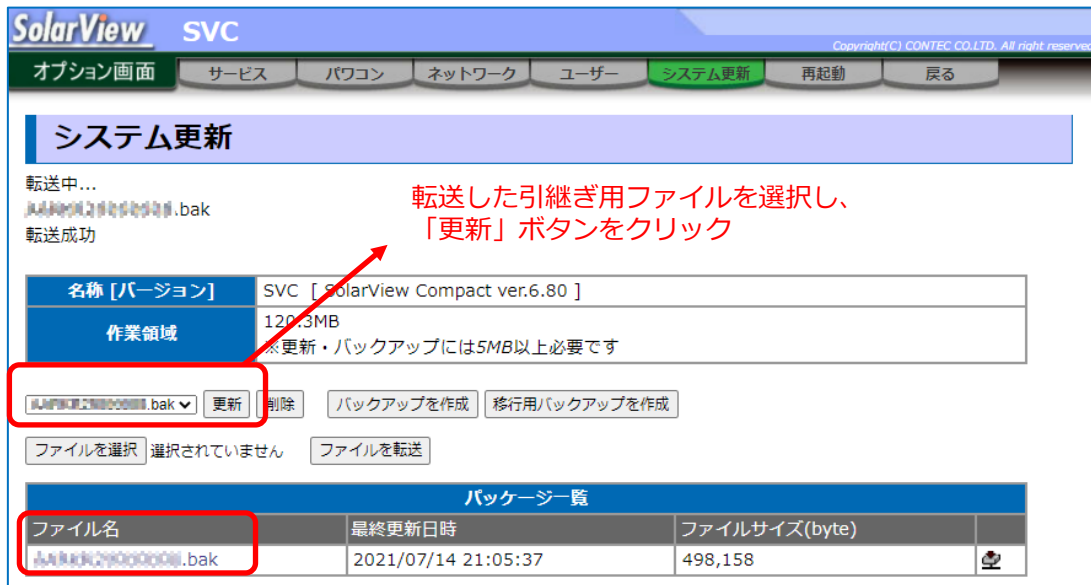 SolarView SVC
Copyright(C) CONTEC CO.LTD. All right reserved
オプション画面 サービス パワコン ネットワーク ユーザー システム更新 再起動 戻る
システム更新
転送中...
.bak
転送成功
転送した引継ぎ用ファイルを選択し、
「更新」ボタンをクリック
名称 [バージョン] SVC [ SolarView Compact ver.6.80 ]
作業領域 120.3MB
※更新・バックアップには5MB以上必要です
.bak 更新 削除 バックアップを作成 移行用バックアップを作成
ファイルを選択 選択されていません ファイルを転送
パッケージ一覧
ファイル名 最終更新日時 ファイルサイズ(byte)
.bak 2021/07/14 21:05:37 498,158